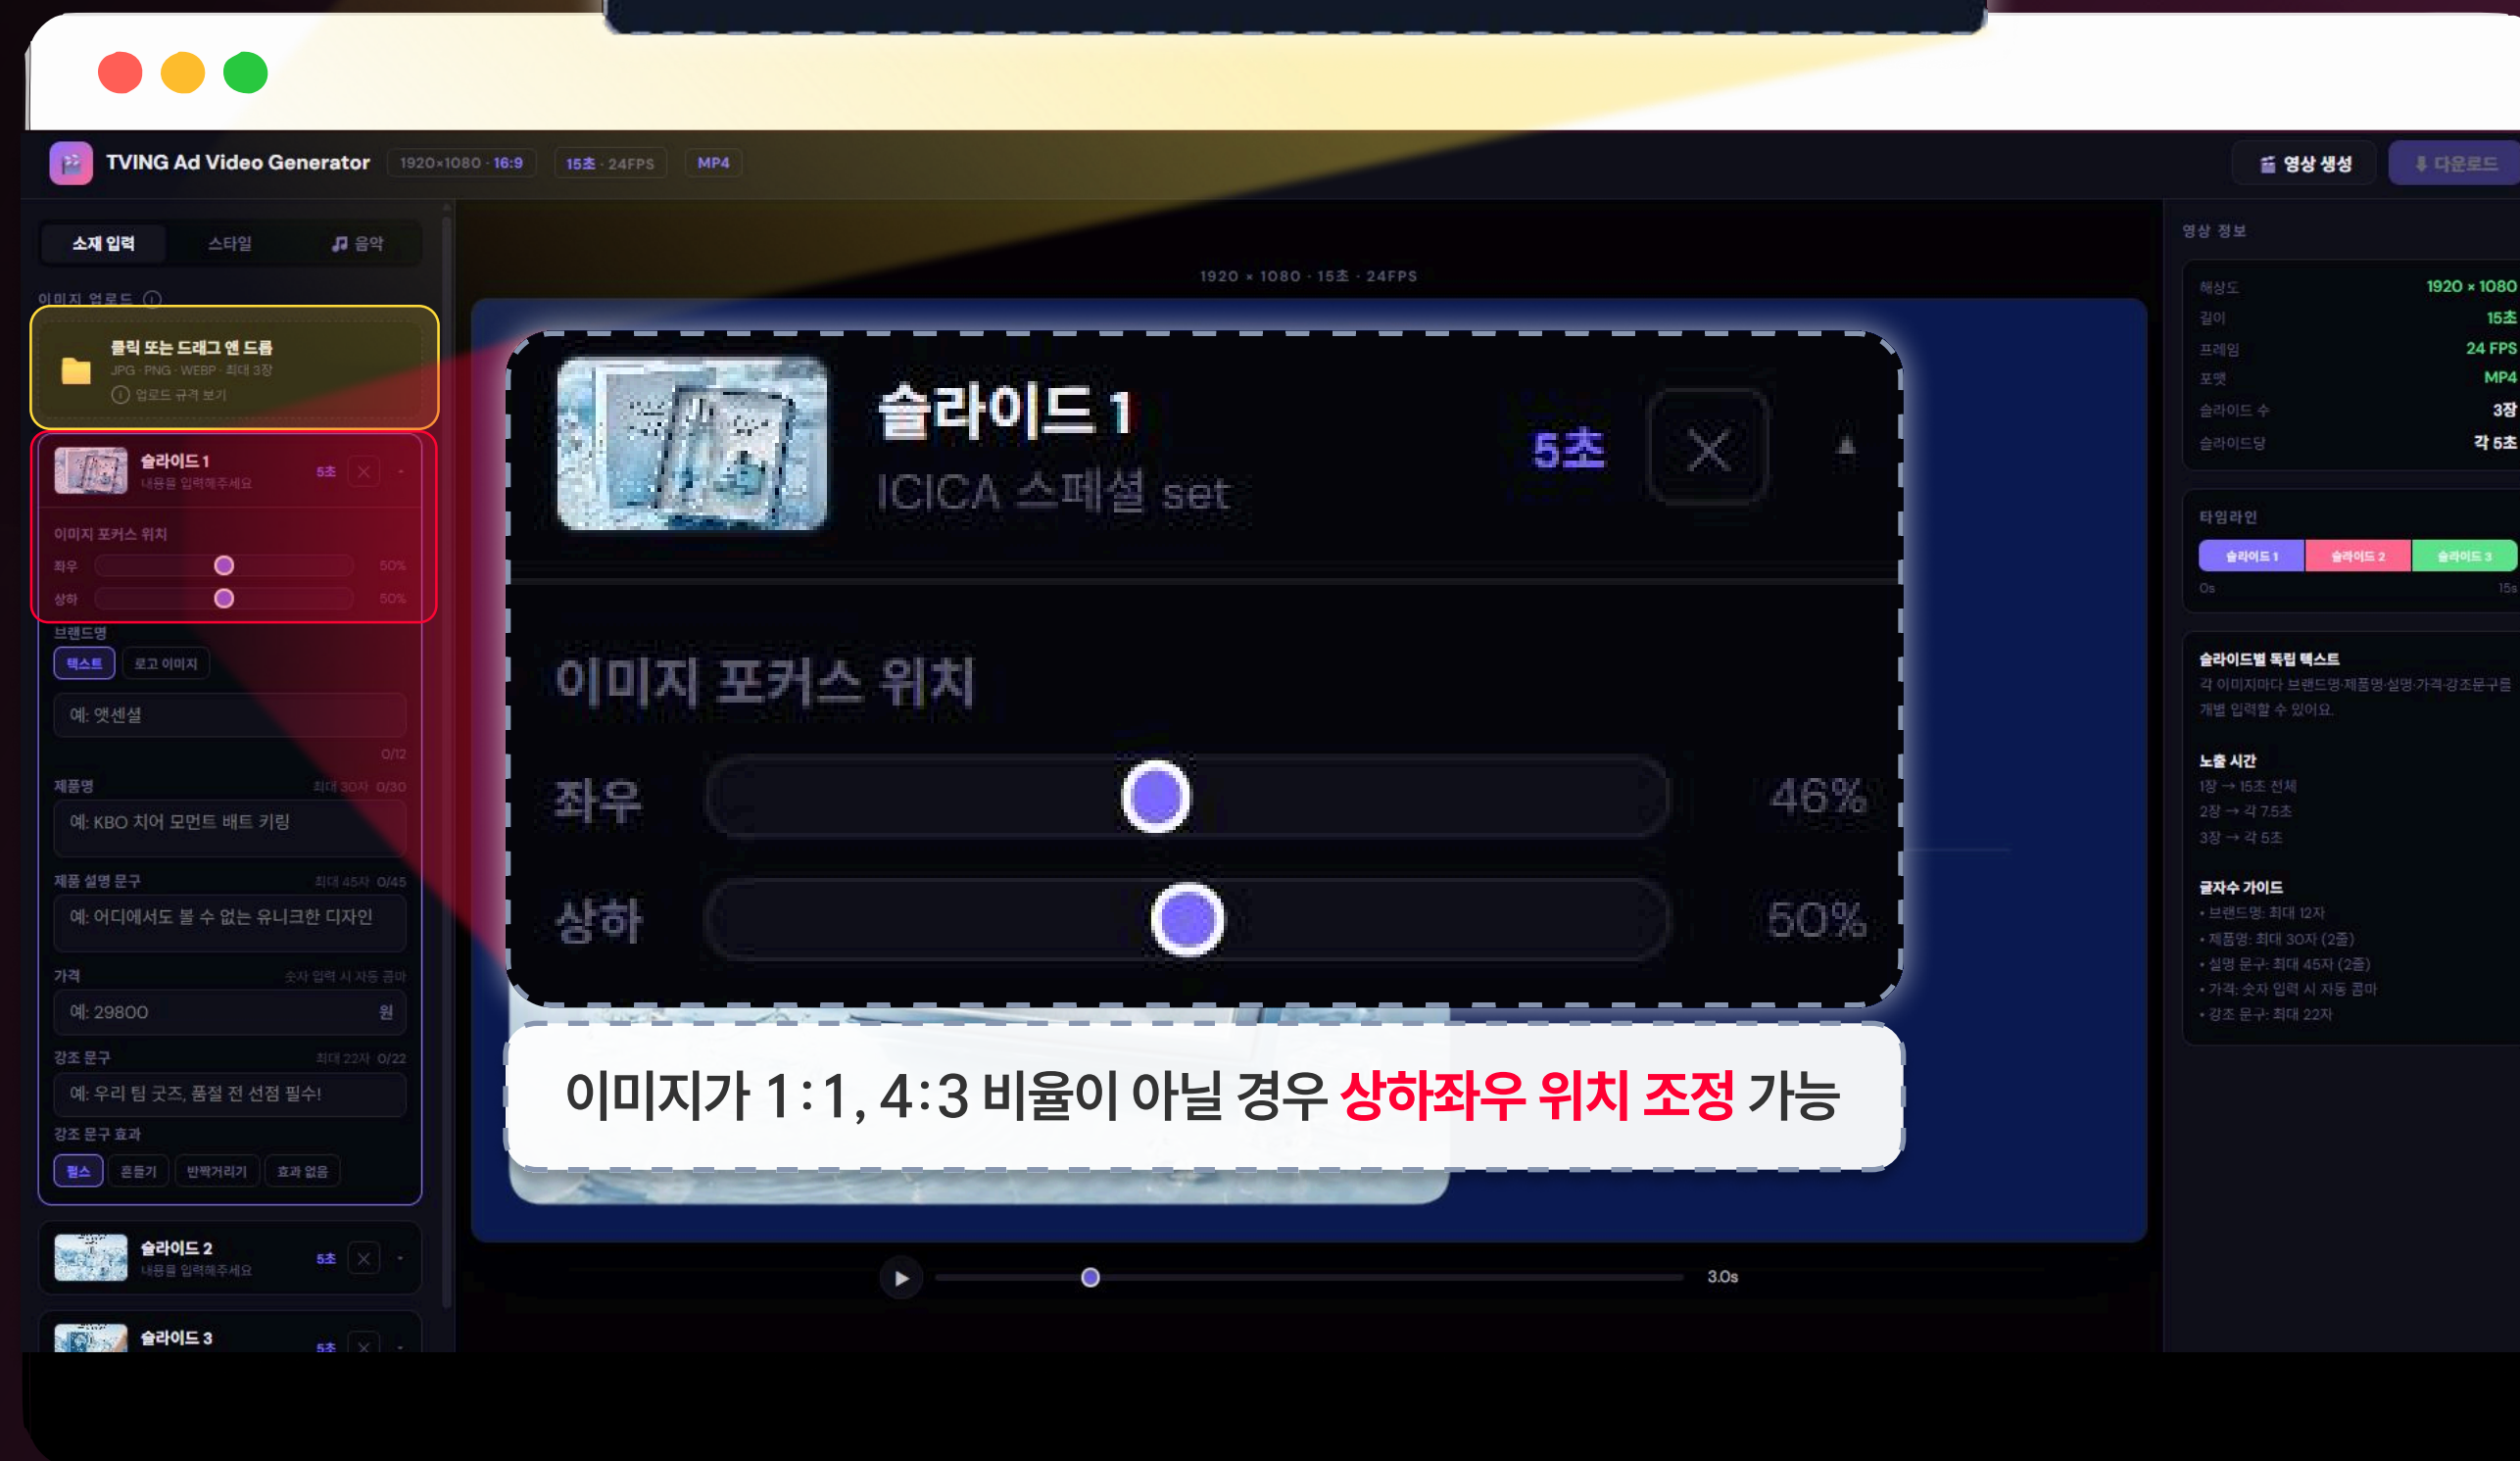 TVING Ad Video Generator
1920×1080 · 16:9
15초 · 24FPS
MP4
영상 생성
다운로드
소재 입력
스타일
음악
이미지 업로드
클릭 또는 드래그 앤 드롭
JPG · PNG · WEBP · 최대 3장
업로드 규격 보기
슬라이드 1
내용을 입력해주세요
5초
이미지 포커스 위치
좌우
50%
상하
50%
브랜드명
텍스트
로고 이미지
예: 앳센셜
0/12
제품명
최대 30자 0/30
예: KBO 치어 모먼트 배트 키링
제품 설명 문구
최대 45자 0/45
예: 어디에서도 볼 수 없는 유니크한 디자인
가격
숫자 입력 시 자동 콤마
예: 29800
원
강조 문구
최대 22자 0/22
예: 우리 팀 굿즈, 품절 전 선점 필수!
강조 문구 효과
펄스
흔들기
반짝거리기
효과 없음
슬라이드 2
내용을 입력해주세요
5초
슬라이드 3
5초
1920 × 1080 · 15초 · 24FPS
슬라이드 1
ICICA 스페셜 set
5초
이미지 포커스 위치
좌우
46%
상하
50%
이미지가 1:1, 4:3 비율이 아닐 경우 상하좌우 위치 조정 가능
3.0s
영상 정보
해상도
1920 × 1080
길이
15초
프레임
24 FPS
포맷
MP4
슬라이드 수
3장
슬라이드당
각 5초
타임라인
슬라이드 1
슬라이드 2
슬라이드 3
0s
15s
슬라이드별 독립 텍스트
각 이미지마다 브랜드명·제품명·설명·가격·강조문구를
개별 입력할 수 있어요.
노출 시간
1장 → 15초 전체
2장 → 각 7.5초
3장 → 각 5초
글자수 가이드
• 브랜드명: 최대 12자
• 제품명: 최대 30자 (2줄)
• 설명 문구: 최대 45자 (2줄)
• 가격: 숫자 입력 시 자동 콤마
• 강조 문구: 최대 22자